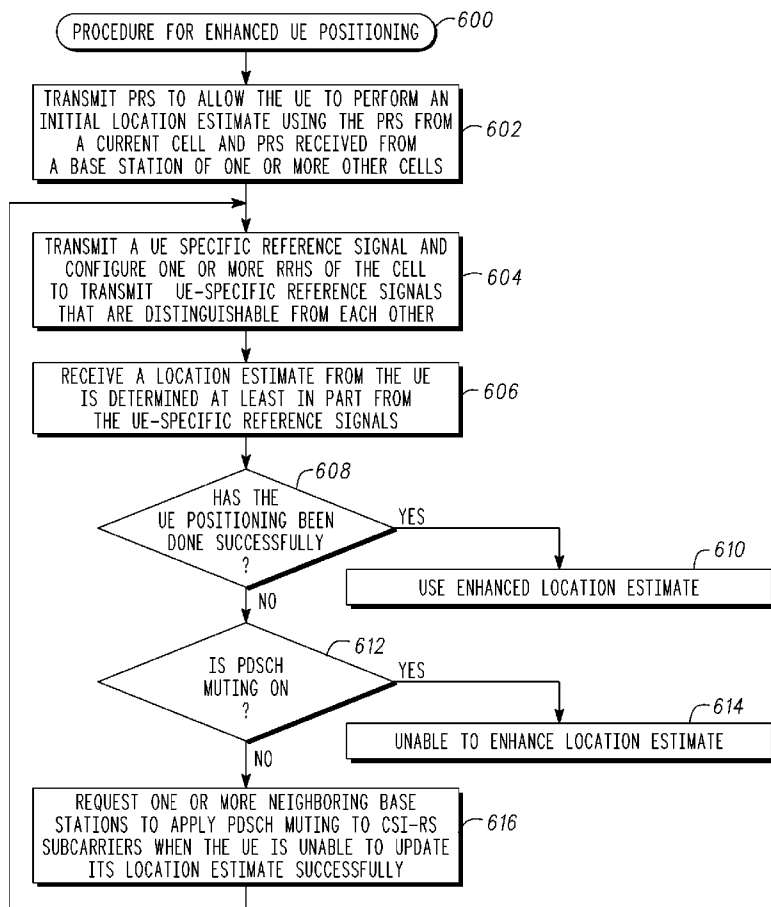 PROCEDURE FOR ENHANCED UE POSITIONING
600
TRANSMIT PRS TO ALLOW THE UE TO PERFORM AN
INITIAL LOCATION ESTIMATE USING THE PRS FROM
A CURRENT CELL AND PRS RECEIVED FROM
A BASE STATION OF ONE OR MORE OTHER CELLS
602
TRANSMIT A UE SPECIFIC REFERENCE SIGNAL AND
CONFIGURE ONE OR MORE RRHS OF THE CELL
TO TRANSMIT UE-SPECIFIC REFERENCE SIGNALS
THAT ARE DISTINGUISHABLE FROM EACH OTHER
604
RECEIVE A LOCATION ESTIMATE FROM THE UE
IS DETERMINED AT LEAST IN PART FROM
THE UE-SPECIFIC REFERENCE SIGNALS
606
608
HAS THE
UE POSITIONING BEEN
DONE SUCCESSFULLY
?
YES
610
USE ENHANCED LOCATION ESTIMATE
NO
612
IS PDSCH
MUTING ON
?
YES
614
UNABLE TO ENHANCE LOCATION ESTIMATE
NO
REQUEST ONE OR MORE NEIGHBORING BASE
STATIONS TO APPLY PDSCH MUTING TO CSI-RS
SUBCARRIERS WHEN THE UE IS UNABLE TO UPDATE
ITS LOCATION ESTIMATE SUCCESSFULLY
616